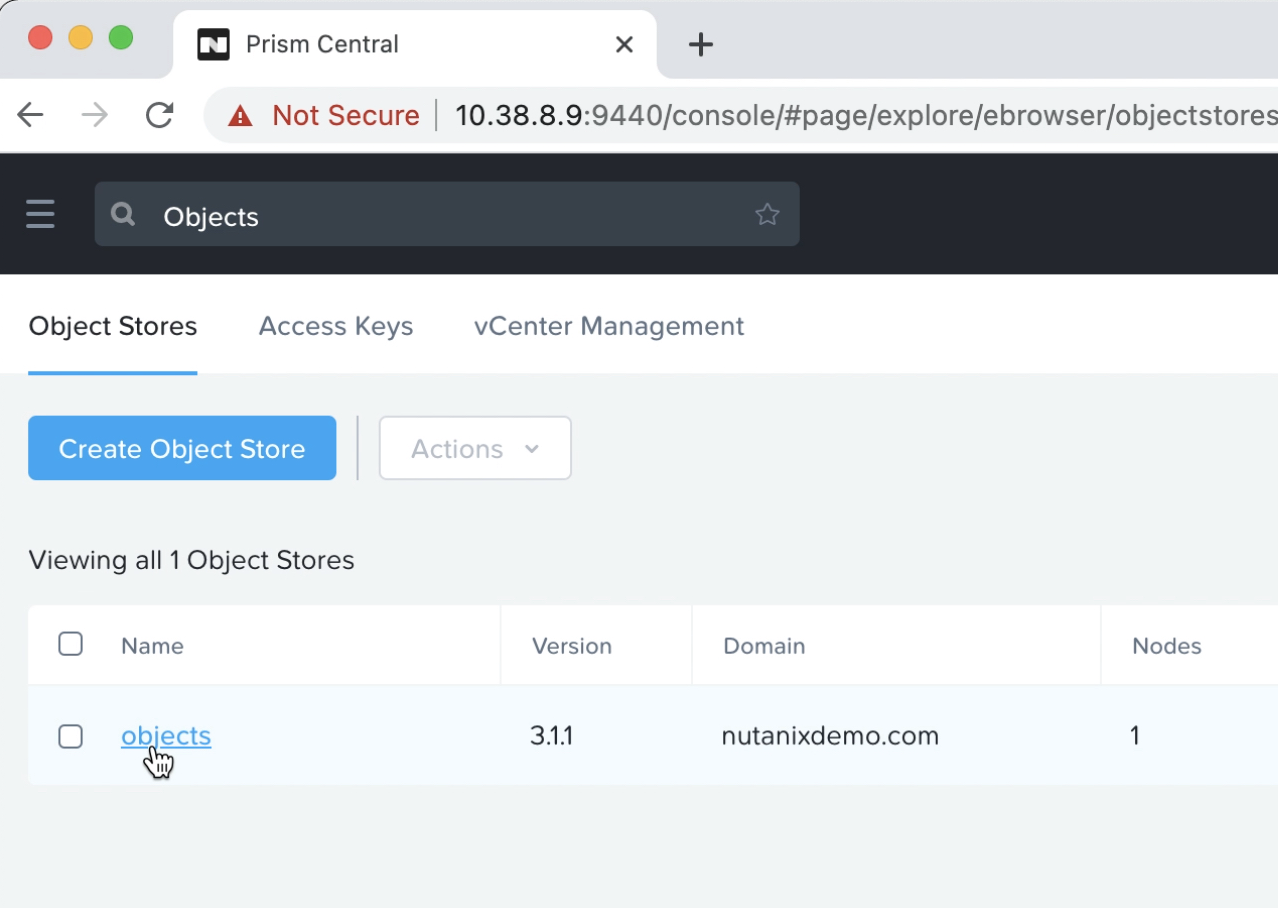 Prism Central
Not Secure 10.38.8.9:9440/console/#page/explore/ebrowser/objectstores
Objects
Object Stores Access Keys vCenter Management
Create Object Store Actions
Viewing all 1 Object Stores
Name Version Domain Nodes
objects 3.1.1 nutanixdemo.com 1